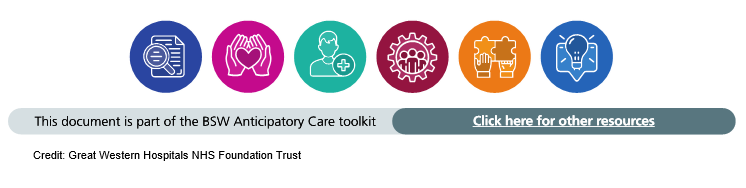 This document is part of the BSW Anticipatory Care toolkit
Click here for other resources
Credit: Great Western Hospitals NHS Foundation Trust